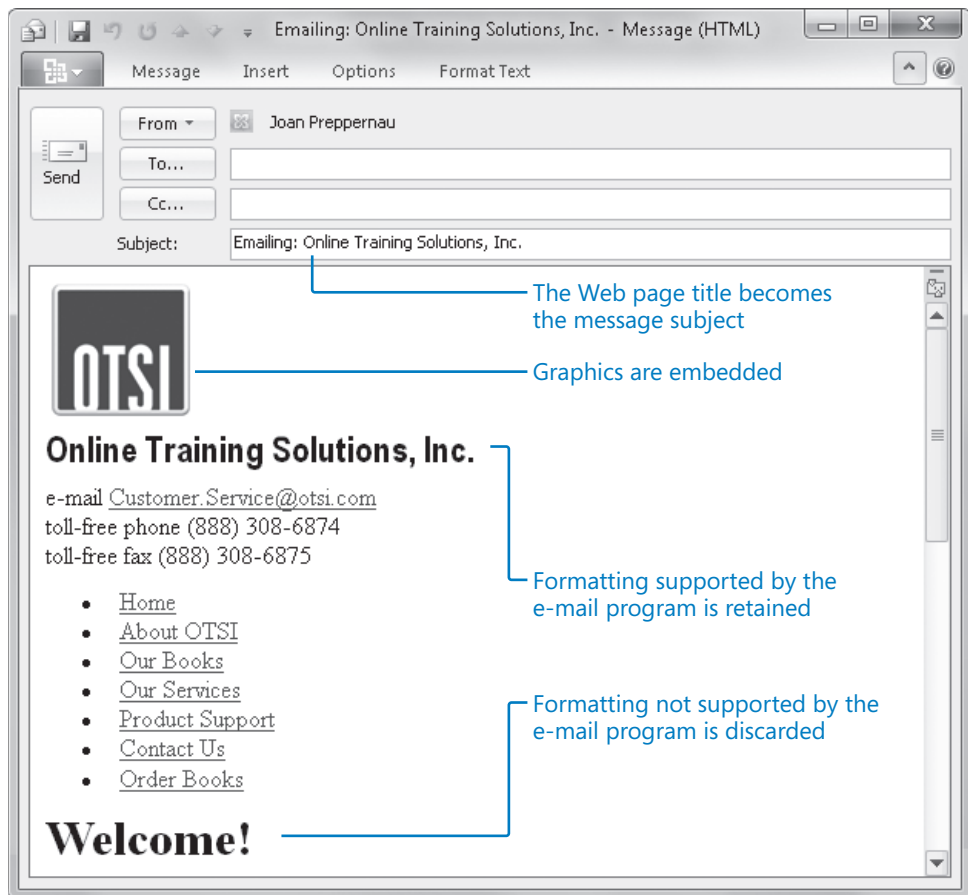 Emailing: Online Training Solutions, Inc. - Message (HTML)
Message Insert Options Format Text
From Joan Preppernau
To...
Send
Cc...
Subject: Emailing: Online Training Solutions, Inc.
The Web page title becomes
the message subject
OTSI
Graphics are embedded
Online Training Solutions, Inc.
e-mail Customer.Service@otsi.com
toll-free phone (888) 308-6874
toll-free fax (888) 308-6875
Formatting supported by the
e-mail program is retained
• Home
• About OTSI
• Our Books
• Our Services
• Product Support
• Contact Us
• Order Books
Formatting not supported by the
e-mail program is discarded
Welcome!